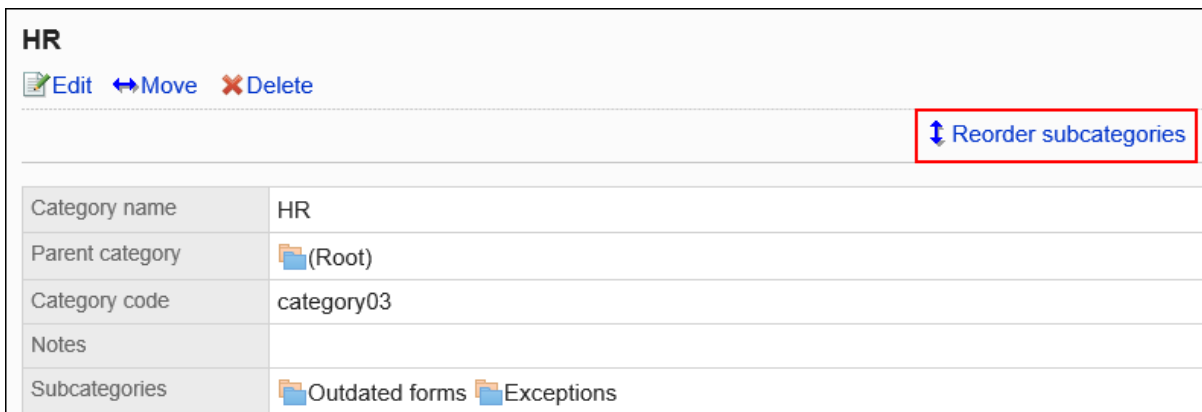 HR
Edit Move Delete
Reorder subcategories
Category name HR
Parent category (Root)
Category code category03
Notes
Subcategories Outdated forms Exceptions